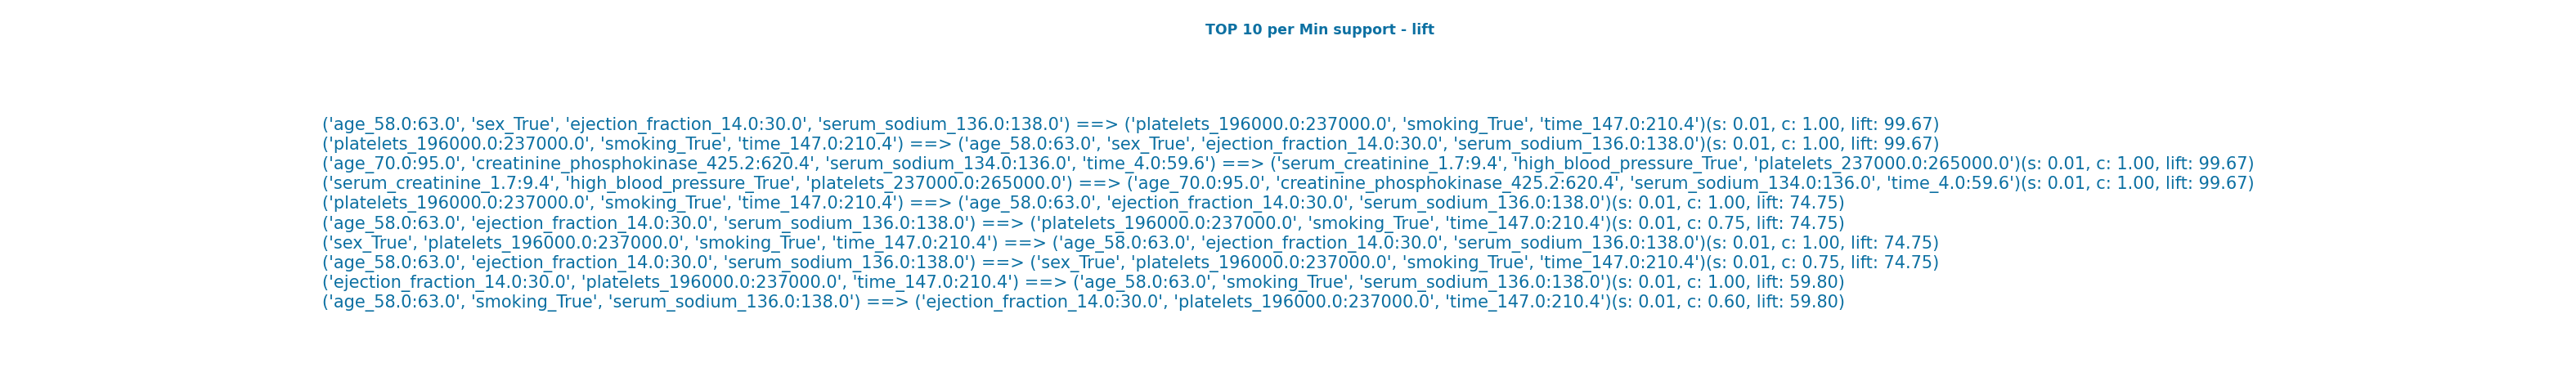 TOP 10 per Min support - lift
('age_58.0:63.0', 'sex_True', 'ejection_fraction_14.0:30.0', 'serum_sodium_136.0:138.0') ==> ('platelets_196000.0:237000.0', 'smoking_True', 'time_147.0:210.4')(s: 0.01, c: 1.00, lift: 99.67)
('platelets_196000.0:237000.0', 'smoking_True', 'time_147.0:210.4') ==> ('age_58.0:63.0', 'sex_True', 'ejection_fraction_14.0:30.0', 'serum_sodium_136.0:138.0')(s: 0.01, c: 1.00, lift: 99.67)
('age_70.0:95.0', 'creatinine_phosphokinase_425.2:620.4', 'serum_sodium_134.0:136.0', 'time_4.0:59.6') ==> ('serum_creatinine_1.7:9.4', 'high_blood_pressure_True', 'platelets_237000.0:265000.0')(s: 0.01, c: 1.00, lift: 99.67)
('serum_creatinine_1.7:9.4', 'high_blood_pressure_True', 'platelets_237000.0:265000.0') ==> ('age_70.0:95.0', 'creatinine_phosphokinase_425.2:620.4', 'serum_sodium_134.0:136.0', 'time_4.0:59.6')(s: 0.01, c: 1.00, lift: 99.67)
('platelets_196000.0:237000.0', 'smoking_True', 'time_147.0:210.4') ==> ('age_58.0:63.0', 'ejection_fraction_14.0:30.0', 'serum_sodium_136.0:138.0')(s: 0.01, c: 1.00, lift: 74.75)
('age_58.0:63.0', 'ejection_fraction_14.0:30.0', 'serum_sodium_136.0:138.0') ==> ('platelets_196000.0:237000.0', 'smoking_True', 'time_147.0:210.4')(s: 0.01, c: 0.75, lift: 74.75)
('sex_True', 'platelets_196000.0:237000.0', 'smoking_True', 'time_147.0:210.4') ==> ('age_58.0:63.0', 'ejection_fraction_14.0:30.0', 'serum_sodium_136.0:138.0')(s: 0.01, c: 1.00, lift: 74.75)
('age_58.0:63.0', 'ejection_fraction_14.0:30.0', 'serum_sodium_136.0:138.0') ==> ('sex_True', 'platelets_196000.0:237000.0', 'smoking_True', 'time_147.0:210.4')(s: 0.01, c: 0.75, lift: 74.75)
('ejection_fraction_14.0:30.0', 'platelets_196000.0:237000.0', 'time_147.0:210.4') ==> ('age_58.0:63.0', 'smoking_True', 'serum_sodium_136.0:138.0')(s: 0.01, c: 1.00, lift: 59.80)
('age_58.0:63.0', 'smoking_True', 'serum_sodium_136.0:138.0') ==> ('ejection_fraction_14.0:30.0', 'platelets_196000.0:237000.0', 'time_147.0:210.4')(s: 0.01, c: 0.60, lift: 59.80)